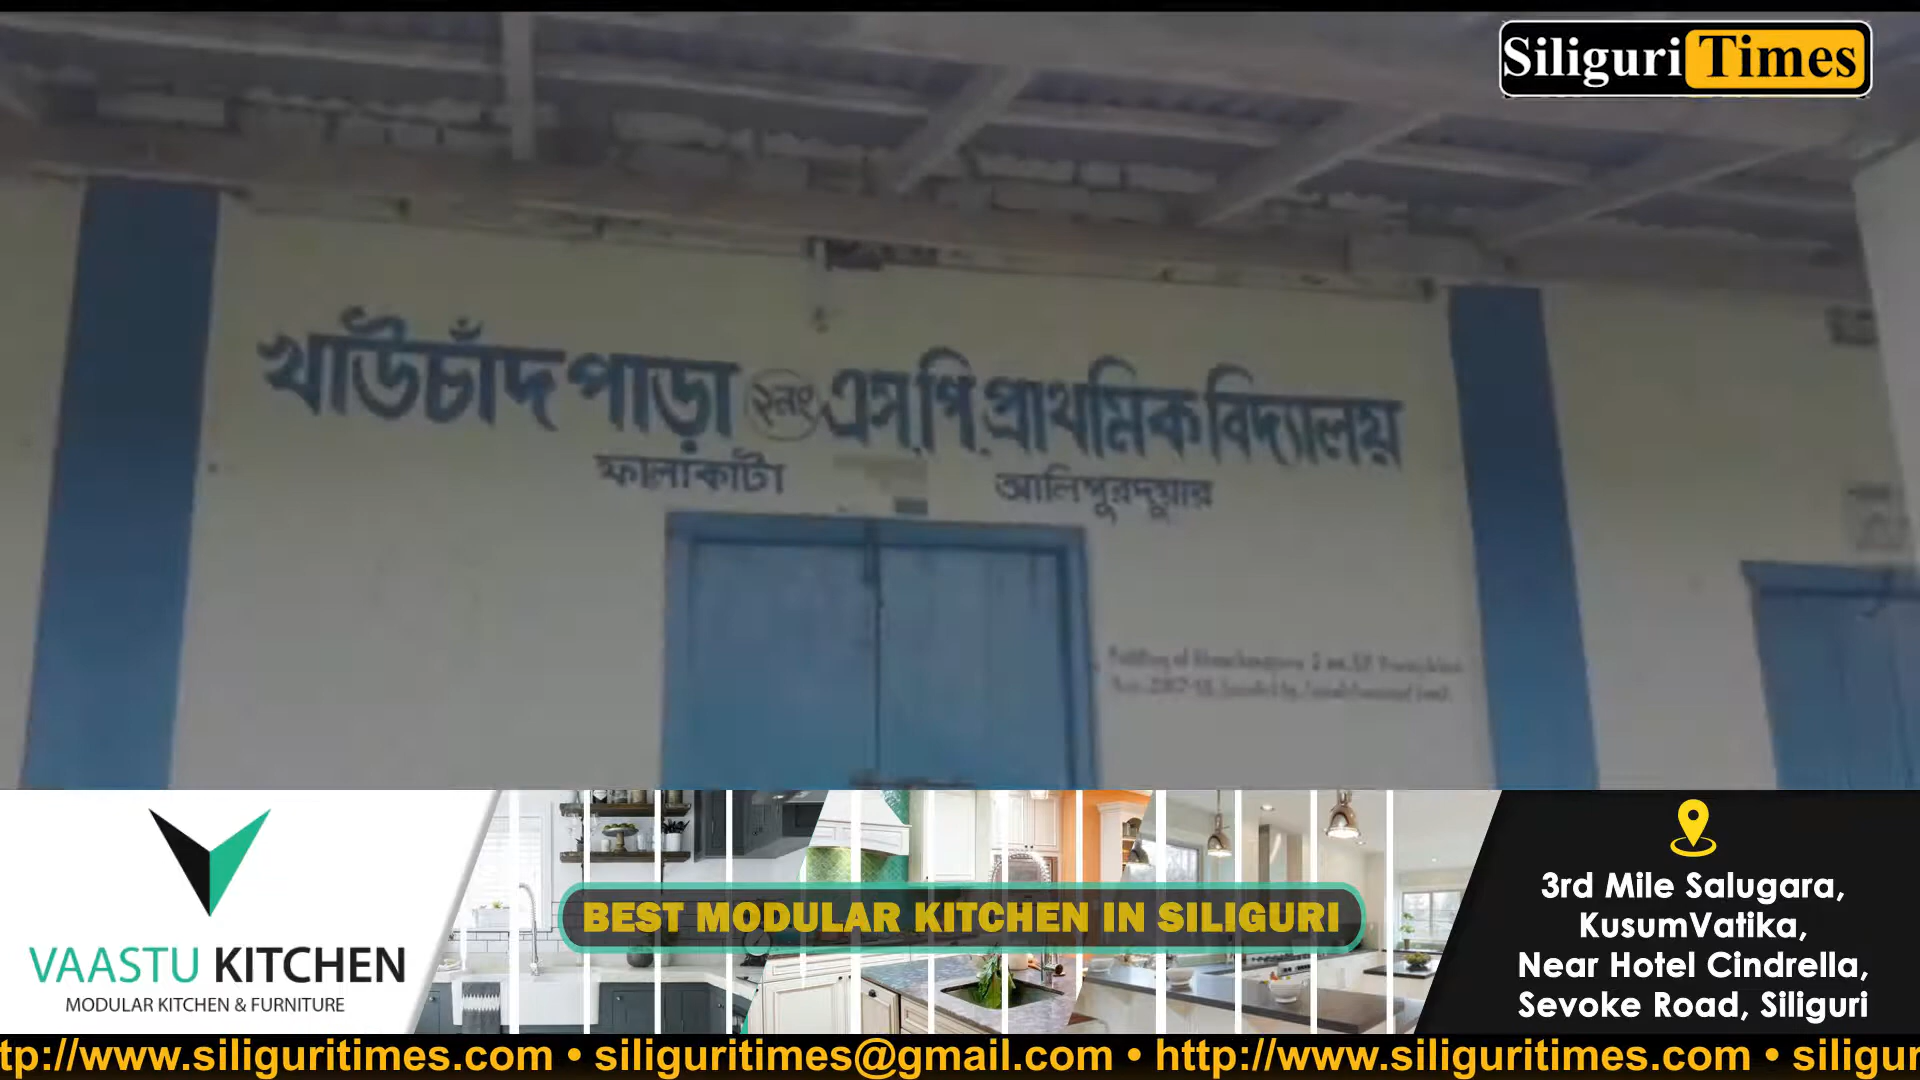 Siliguri Times
খাউচাঁদ পাড়া ২নং এস.পি. প্রাথমিক বিদ্যালয়
ফালাকাটা আলিপুরদুয়ার
VAASTU KITCHEN
MODULAR KITCHEN & FURNITURE
BEST MODULAR KITCHEN IN SILIGURI
3rd Mile Salugara,
KusumVatika,
Near Hotel Cindrella,
Sevoke Road, Siliguri
tp://www.siliguritimes.com • siliguritimes@gmail.com • http://www.siliguritimes.com • siligur